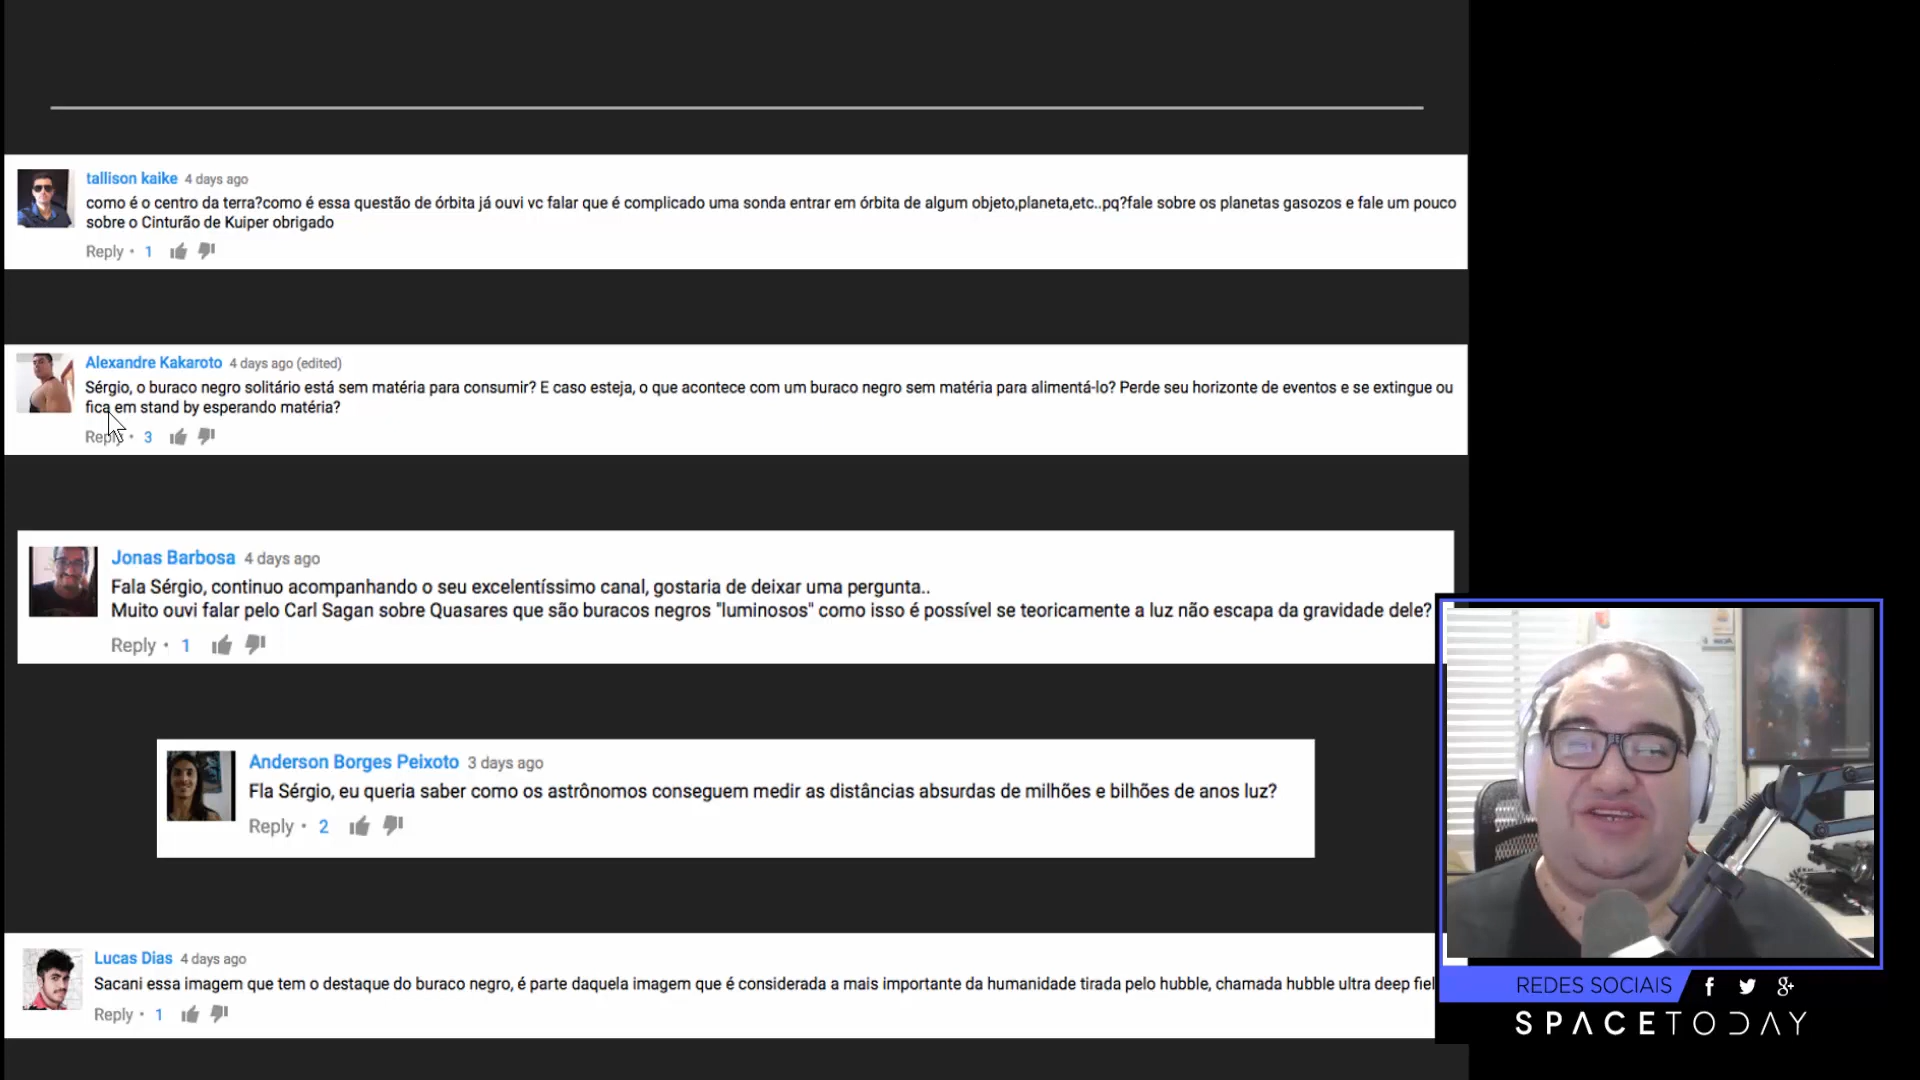 tallison kaike 4 days ago
como é o centro da terra?como é essa questão de órbita já ouvi vc falar que é complicado uma sonda entrar em órbita de algum objeto,planeta,etc..pq?fale sobre os planetas gasozos e fale um pouco
sobre o Cinturão de Kuiper obrigado
Reply • 1
Alexandre Kakaroto 4 days ago (edited)
Sérgio, o buraco negro solitário está sem matéria para consumir? E caso esteja, o que acontece com um buraco negro sem matéria para alimentá-lo? Perde seu horizonte de eventos e se extingue ou
fica em stand by esperando matéria?
Reply • 3
Jonas Barbosa 4 days ago
Fala Sérgio, continuo acompanhando o seu excelentíssimo canal, gostaria de deixar uma pergunta..
Muito ouvi falar pelo Carl Sagan sobre Quasares que são buracos negros "luminosos" como isso é possível se teoricamente a luz não escapa da gravidade dele?
Reply • 1
Anderson Borges Peixoto 3 days ago
Fla Sérgio, eu queria saber como os astrônomos conseguem medir as distâncias absurdas de milhões e bilhões de anos luz?
Reply • 2
Lucas Dias 4 days ago
Sacani essa imagem que tem o destaque do buraco negro, é parte daquela imagem que é considerada a mais importante da humanidade tirada pelo hubble, chamada hubble ultra deep fiel
Reply • 1
REDES SOCIAIS f g+
SPACETODAY